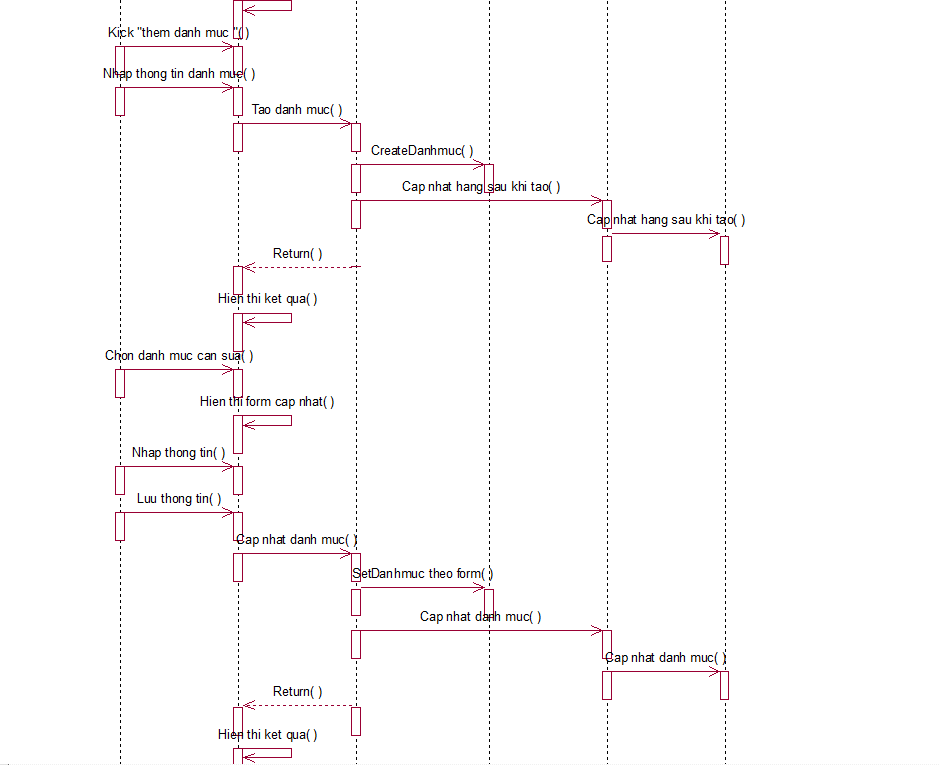 Kick "them danh muc "( )
Nhap thong tin danh muc( )
Tao danh muc( )
CreateDanhmuc( )
Cap nhat hang sau khi tao( )
Cap nhat hang sau khi tao( )
Return( )
Hien thi ket qua( )
Chon danh muc can sua( )
Hien thi form cap nhat( )
Nhap thong tin( )
Luu thong tin( )
Cap nhat danh muc( )
SetDanhmuc theo form( )
Cap nhat danh muc( )
Cap nhat danh muc( )
Return( )
Hien thi ket qua( )